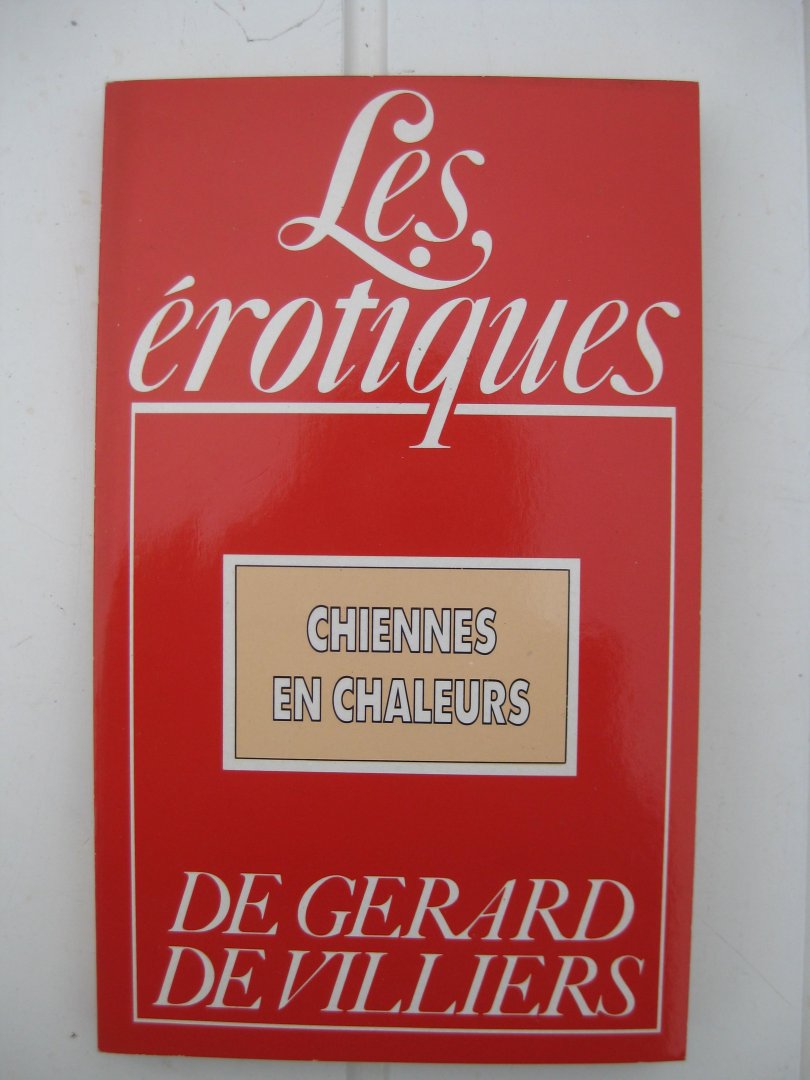 Les
érotiques
CHIENNES
EN CHALEURS
DE GERARD
DE VILLIERS